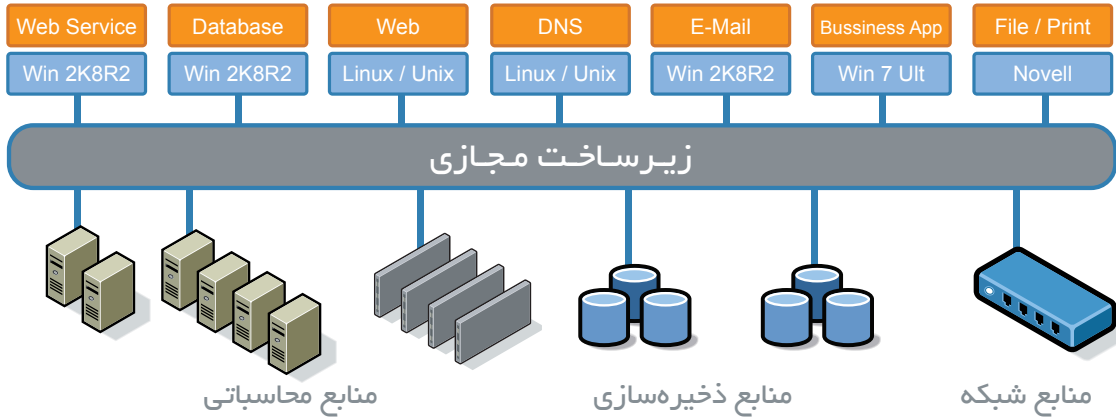 Web Service
Database
Web
DNS
E-Mail
Bussiness App
File / Print
Win 2K8R2
Win 2K8R2
Linux / Unix
Linux / Unix
Win 2K8R2
Win 7 Ult
Novell
زیرساخت مجازی
منابع محاسباتی
منابع ذخیره‌سازی
منابع شبکه